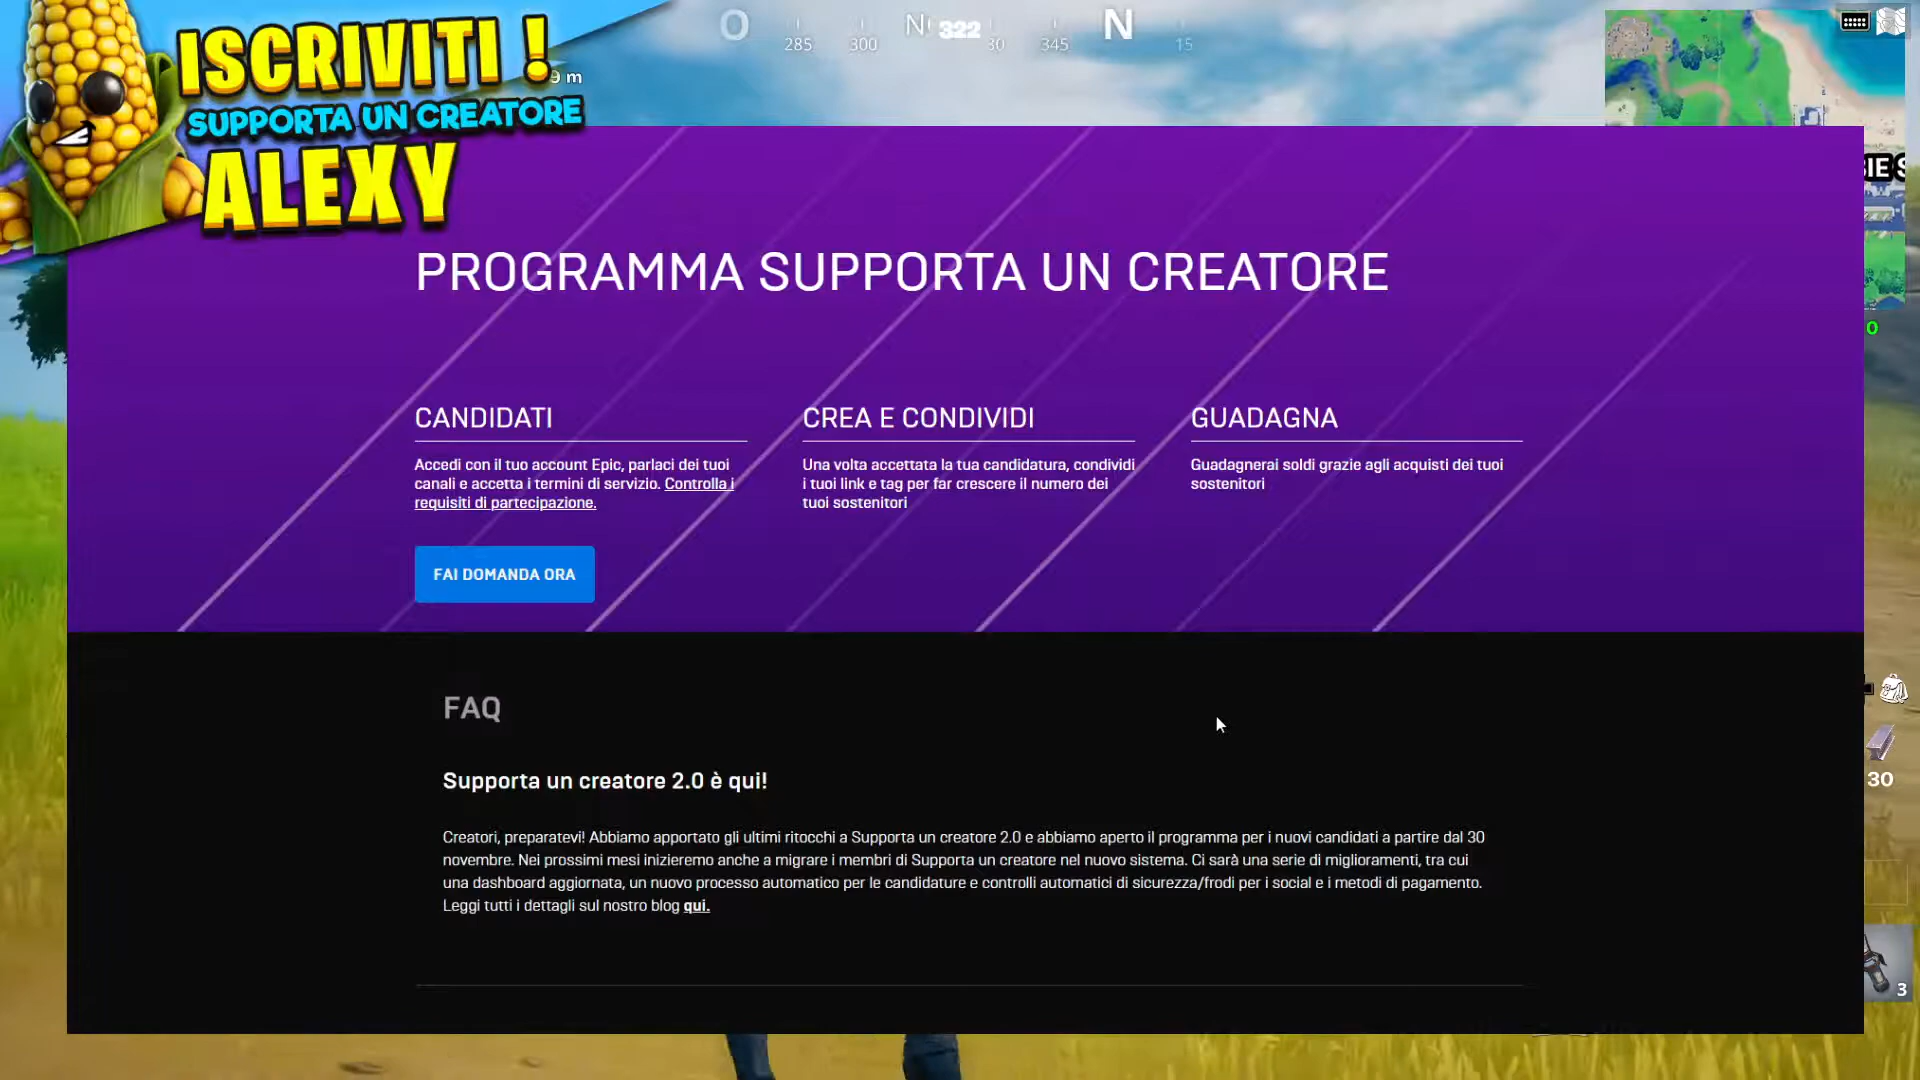 ISCRIVITI !
SUPPORTA UN CREATORE
ALEXY
9 m
O
285
300
322
345
N
15
0
PROGRAMMA SUPPORTA UN CREATORE
CANDIDATI
Accedi con il tuo account Epic, parlaci dei tuoi
canali e accetta i termini di servizio. Controlla i
requisiti di partecipazione.
FAI DOMANDA ORA
CREA E CONDIVIDI
Una volta accettata la tua candidatura, condividi
i tuoi link e tag per far crescere il numero dei
tuoi sostenitori
GUADAGNA
Guadagnerai soldi grazie agli acquisti dei tuoi
sostenitori
FAQ
Supporta un creatore 2.0 è qui!
Creatori, preparatevi! Abbiamo apportato gli ultimi ritocchi a Supporta un creatore 2.0 e abbiamo aperto il programma per i nuovi candidati a partire dal 30
novembre. Nei prossimi mesi inizieremo anche a migrare i membri di Supporta un creatore nel nuovo sistema. Ci sarà una serie di miglioramenti, tra cui
una dashboard aggiornata, un nuovo processo automatico per le candidature e controlli automatici di sicurezza/frodi per i social e i metodi di pagamento.
Leggi tutti i dettagli sul nostro blog qui.
30
3